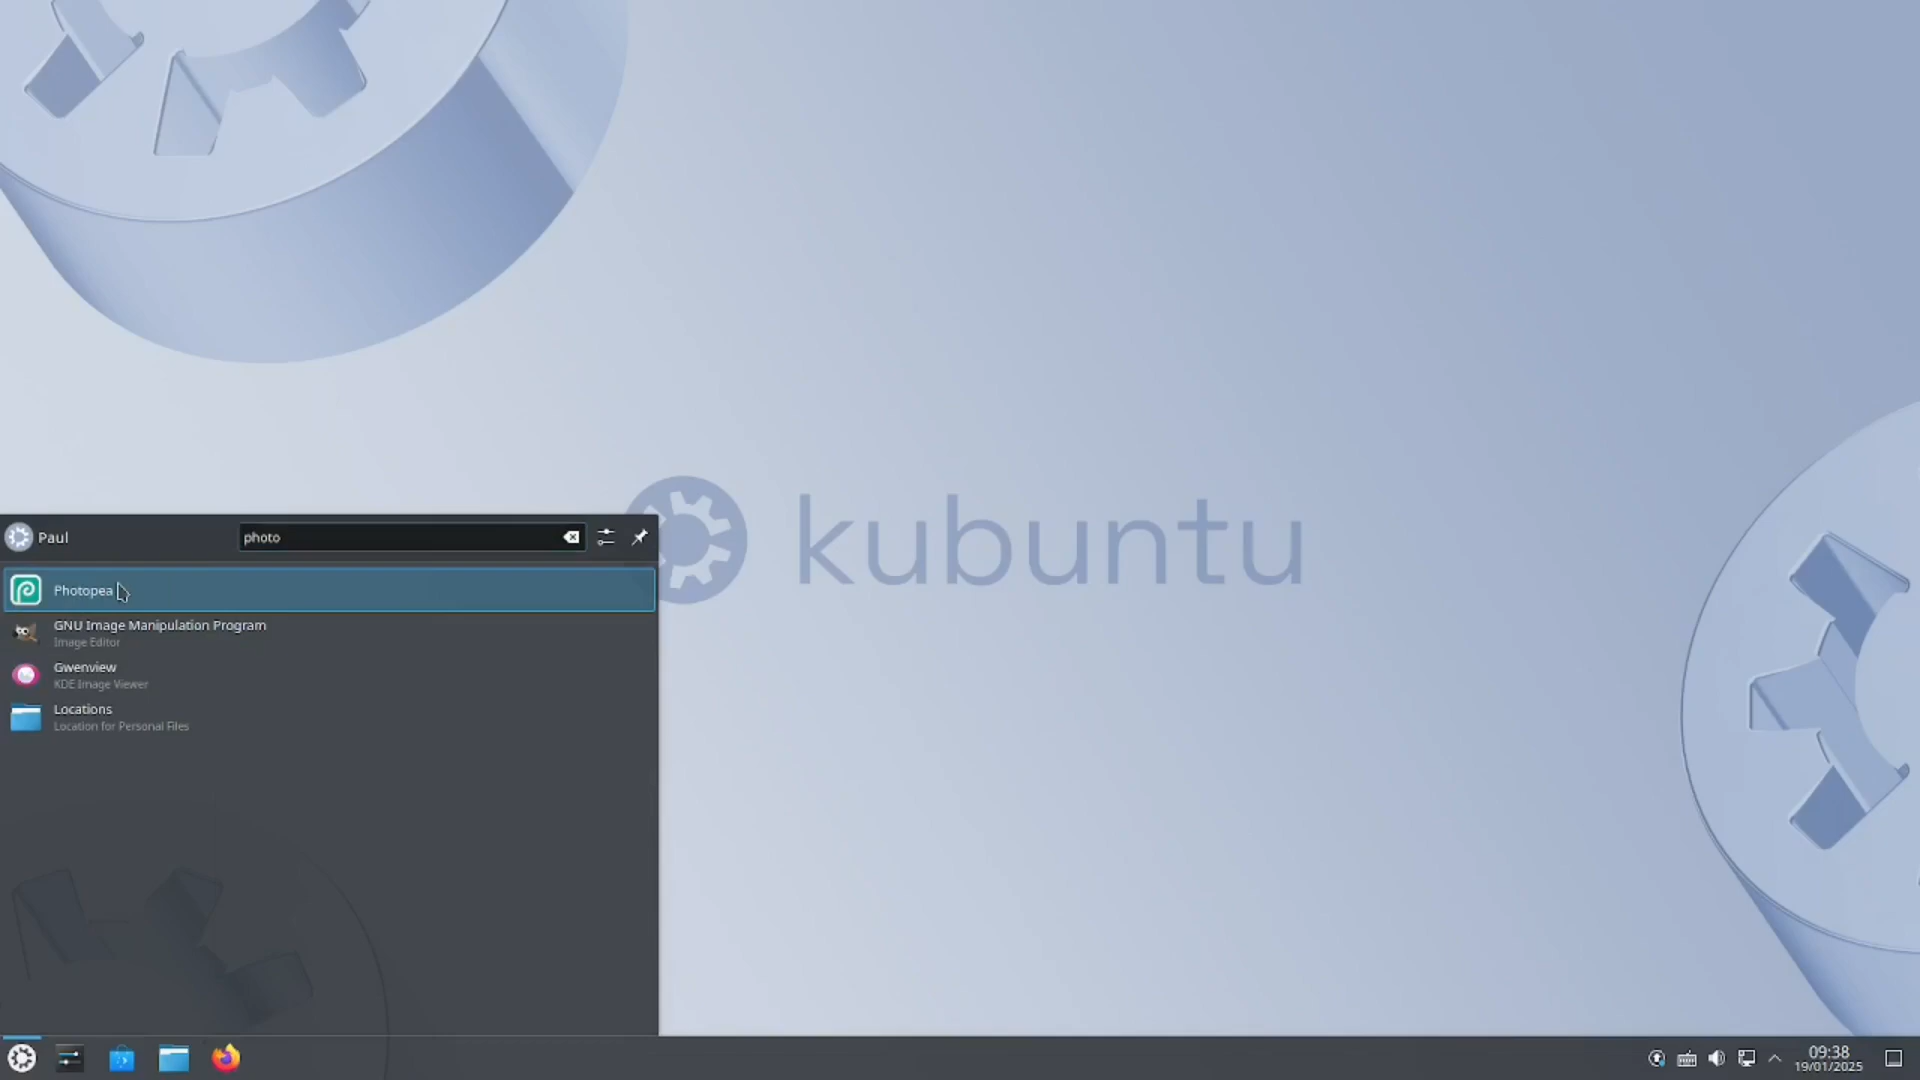 kubuntu
Paul
photo
Photopea
GNU Image Manipulation Program
Image Editor
Gwenview
KDE Image Viewer
Locations
Location for Personal Files
09:38
19/01/2025